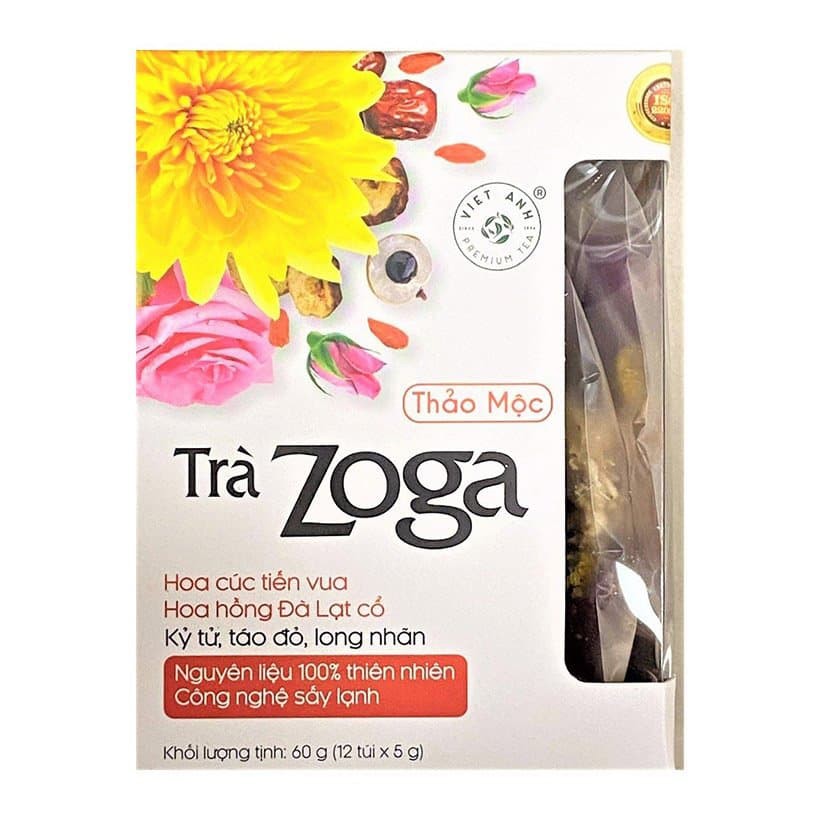 VIET ANH
PREMIUM TEA
®
Thảo Mộc
Trà Zoga
Hoa cúc tiến vua
Hoa hồng Đà Lạt cổ
Kỷ tử, táo đỏ, long nhãn
Nguyên liệu 100% thiên nhiên
Công nghệ sấy lạnh
Khối lượng tịnh: 60 g (12 túi x 5 g)